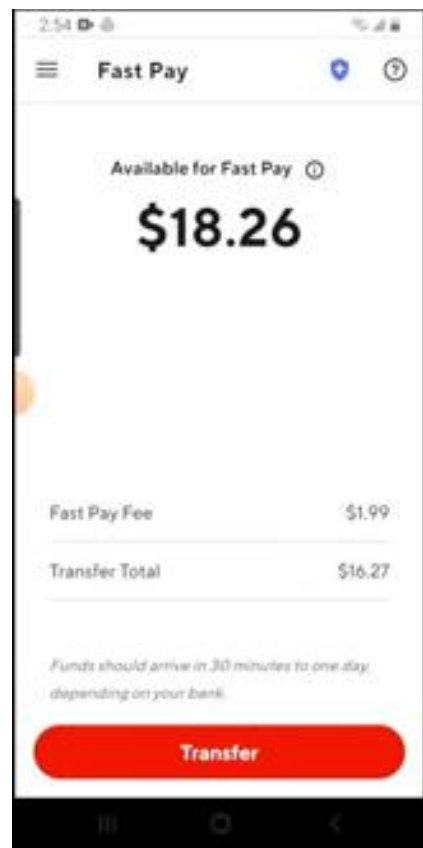 2:54
Fast Pay
Available for Fast Pay
$18.26
Fast Pay Fee $1.99
Transfer Total $16.27
Funds should arrive in 30 minutes to one day,
depending on your bank.
Transfer